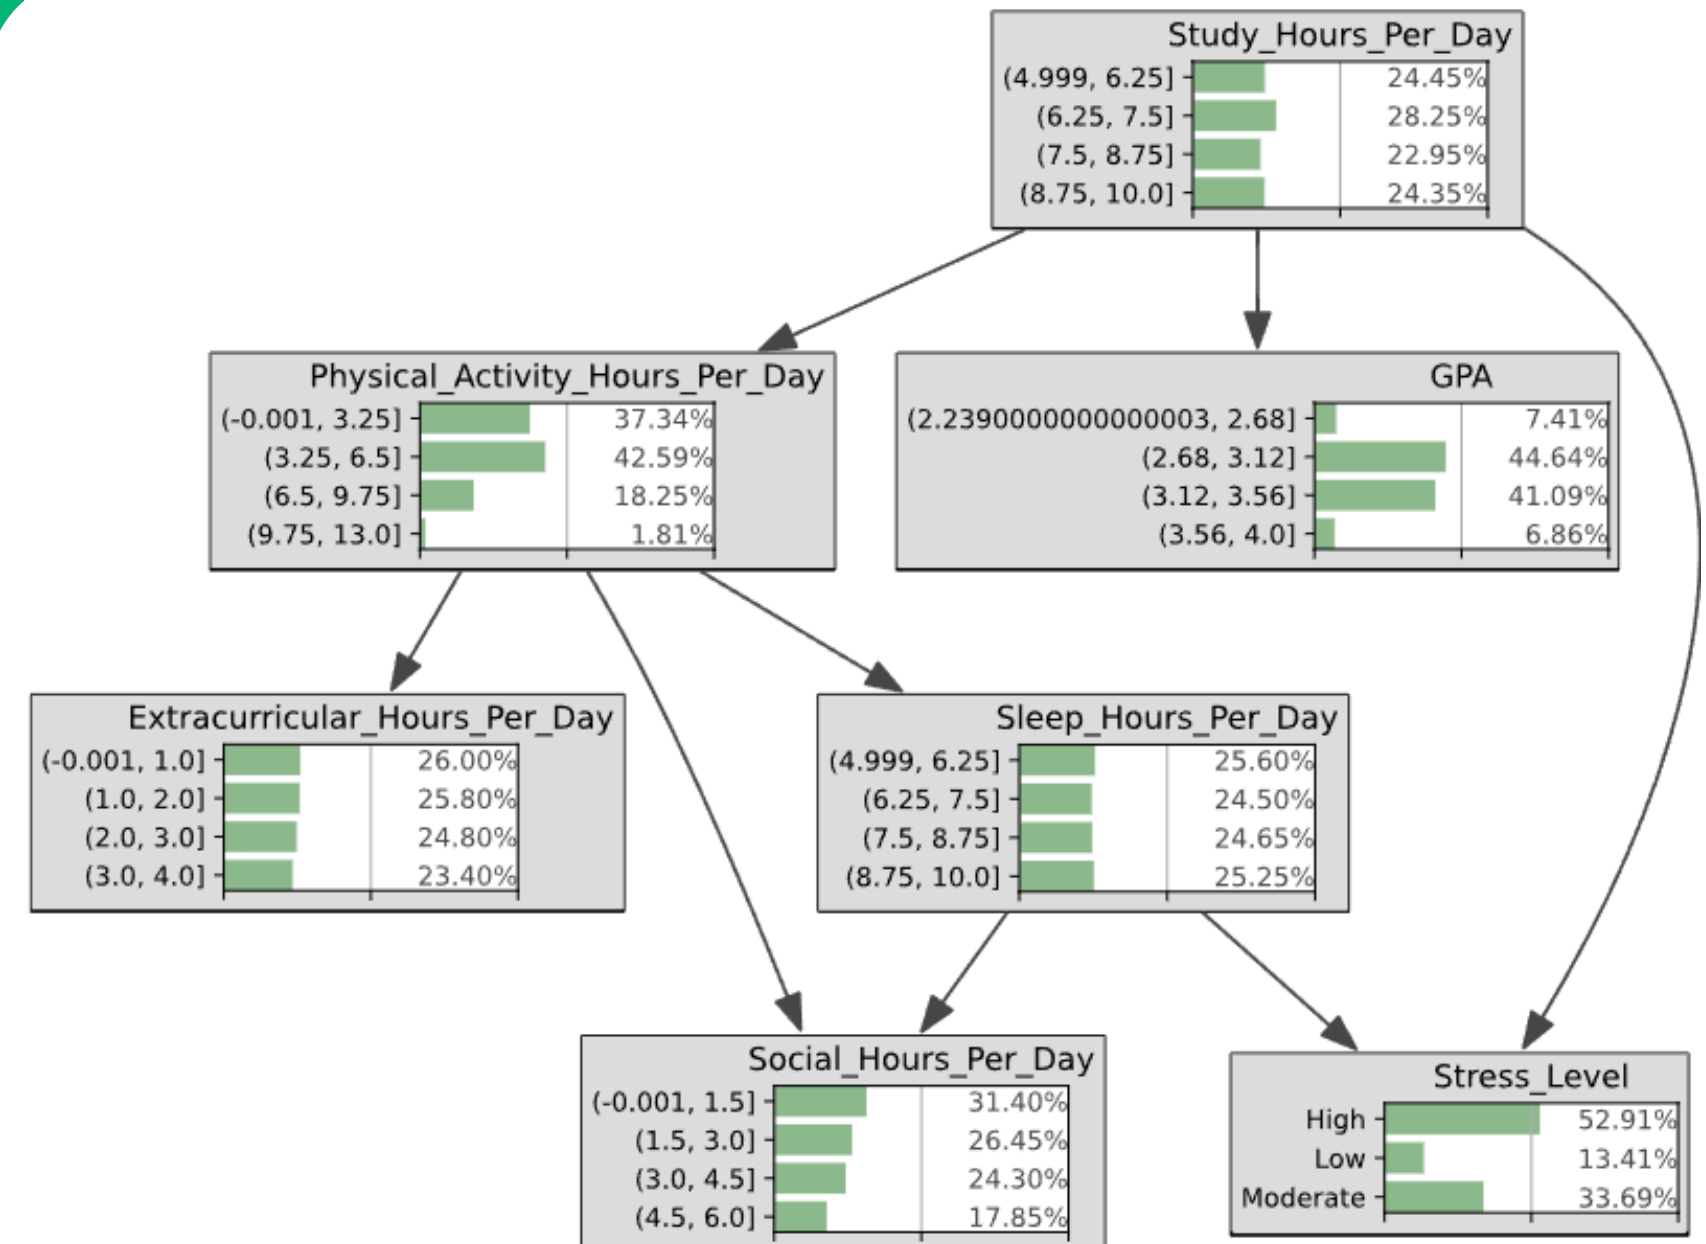 Study_Hours_Per_Day
(4.999, 6.25] 24.45%
(6.25, 7.5] 28.25%
(7.5, 8.75] 22.95%
(8.75, 10.0] 24.35%
Physical_Activity_Hours_Per_Day
(-0.001, 3.25] 37.34%
(3.25, 6.5] 42.59%
(6.5, 9.75] 18.25%
(9.75, 13.0] 1.81%
GPA
(2.2390000000000003, 2.68] 7.41%
(2.68, 3.12] 44.64%
(3.12, 3.56] 41.09%
(3.56, 4.0] 6.86%
Extracurricular_Hours_Per_Day
(-0.001, 1.0] 26.00%
(1.0, 2.0] 25.80%
(2.0, 3.0] 24.80%
(3.0, 4.0] 23.40%
Sleep_Hours_Per_Day
(4.999, 6.25] 25.60%
(6.25, 7.5] 24.50%
(7.5, 8.75] 24.65%
(8.75, 10.0] 25.25%
Social_Hours_Per_Day
(-0.001, 1.5] 31.40%
(1.5, 3.0] 26.45%
(3.0, 4.5] 24.30%
(4.5, 6.0] 17.85%
Stress_Level
High 52.91%
Low 13.41%
Moderate 33.69%